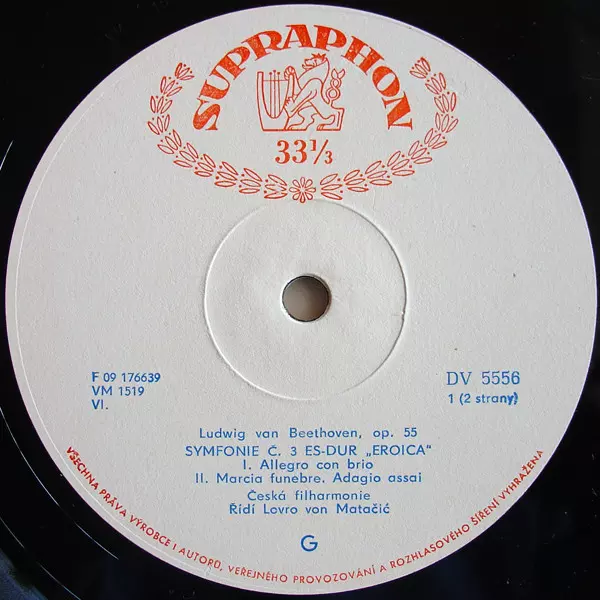 SUPRAPHON
33 1/3
F 09 176639
VM 1519
VI.
DV 5556
1 (2 strany)
Ludwig van Beethoven, op. 55
SYMFONIE Č. 3 ES-DUR „EROICA"
I. Allegro con brio
II. Marcia funebre. Adagio assai
Česká filharmonie
Řídí Lovro von Matačić
G
VŠECHNA PRÁVA VÝROBCE I AUTORŮ, VEŘEJNÉHO PROVOZOVÁNÍ A ROZHLASOVÉHO ŠÍŘENÍ VYHRAŽENA